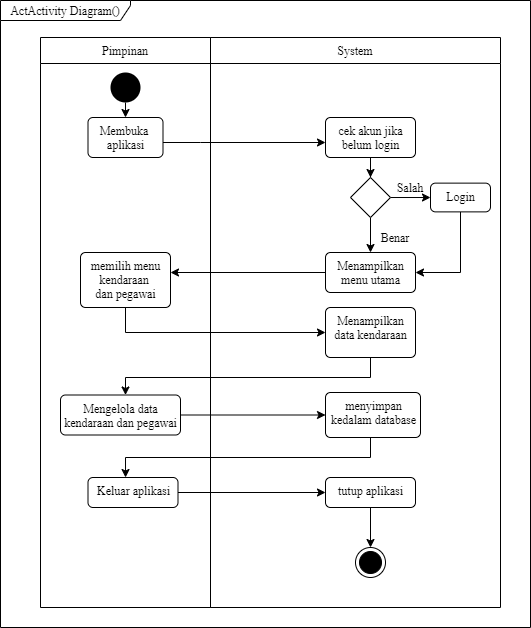 ActActivity Diagram()
Pimpinan
System
Membuka
aplikasi
cek akun jika
belum login
Salah
Login
Benar
memilih menu
kendaraan
dan pegawai
Menampilkan
menu utama
Menampilkan
data kendaraan
Mengelola data
kendaraan dan pegawai
menyimpan
kedalam database
Keluar aplikasi
tutup aplikasi